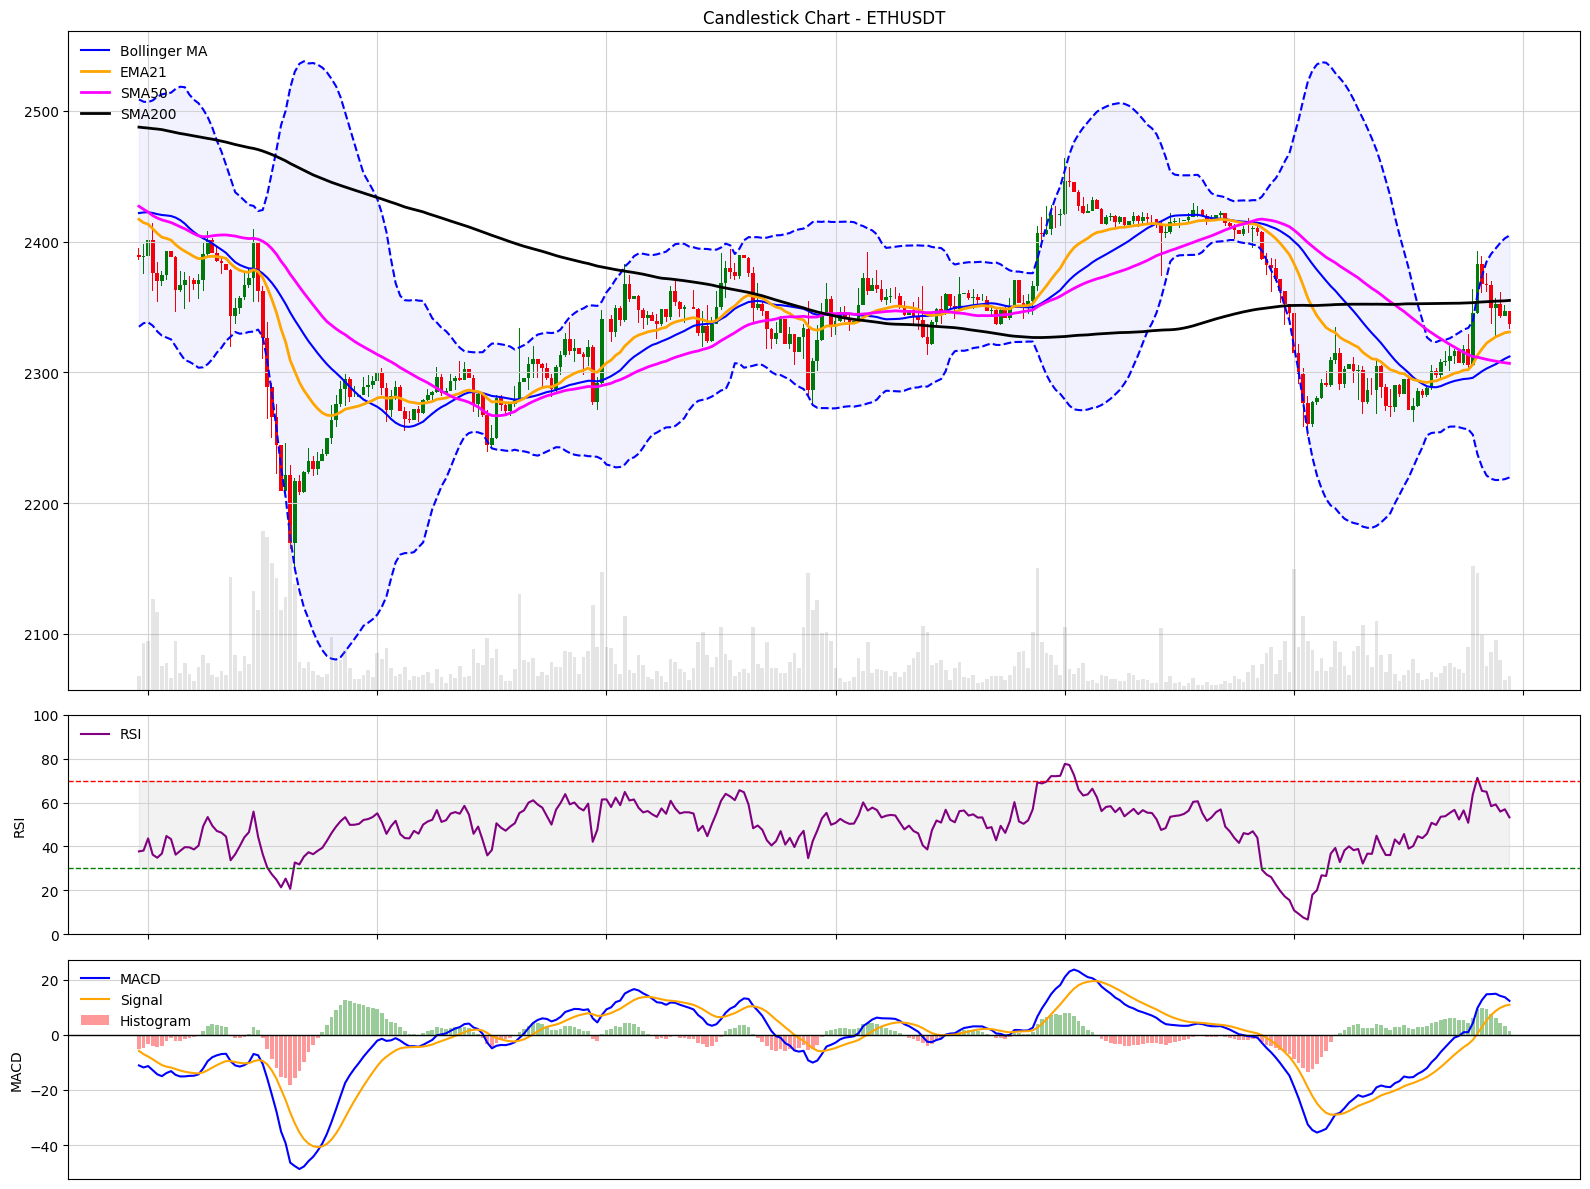 Candlestick Chart - ETHUSDT
Bollinger MA
EMA21
SMA50
SMA200
2500
2400
2300
2200
2100
RSI
100
80
60
40
20
0
RSI
MACD
Signal
Histogram
20
0
−20
−40
MACD